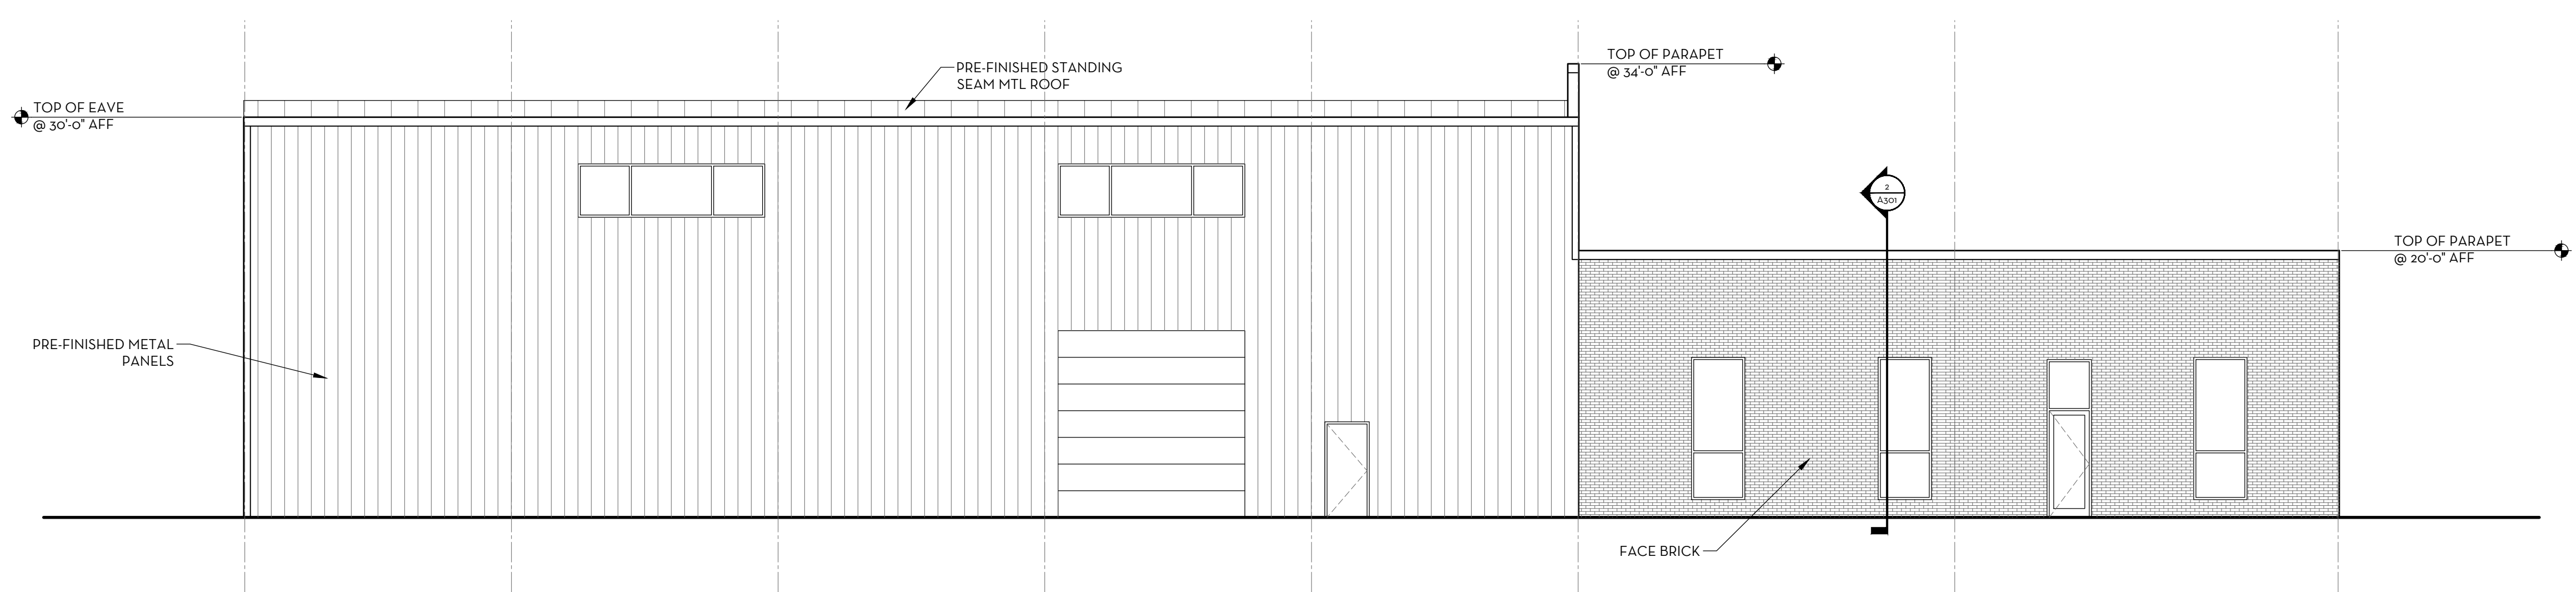 TOP OF PARAPET
@ 34'-0" AFF
PRE-FINISHED STANDING
SEAM MTL ROOF
TOP OF EAVE
@ 30'-0" AFF
2
A301
TOP OF PARAPET
@ 20'-0" AFF
PRE-FINISHED METAL
PANELS
FACE BRICK